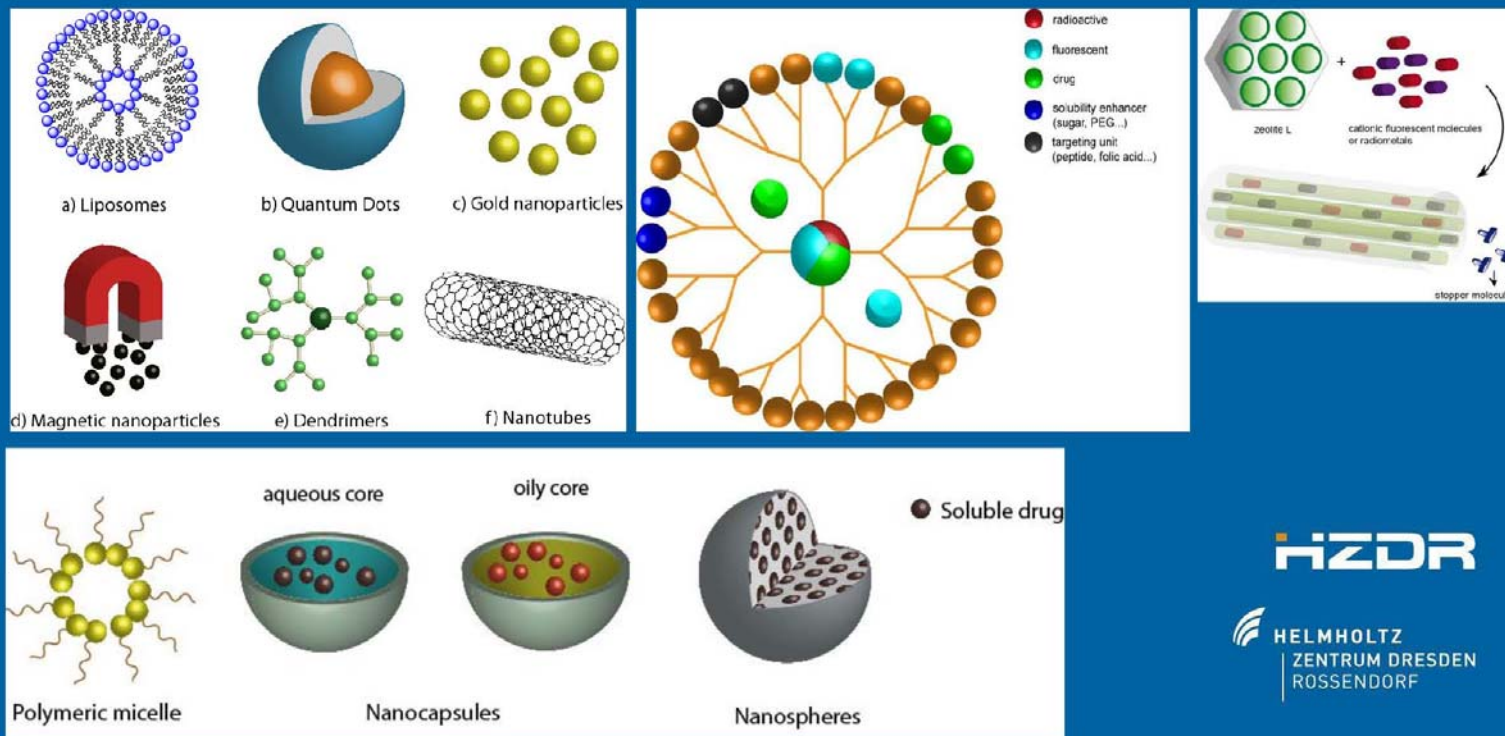 a) Liposomes
b) Quantum Dots
c) Gold nanoparticles
d) Magnetic nanoparticles
e) Dendrimers
f) Nanotubes
radioactive
fluorescent
drug
solubility enhancer
(sugar, PEG...)
targeting unit
(peptide, folic acid...)
zeolite L
+
cationic fluorescent molecules
or radiometals
stopper molecul
aqueous core
oily core
Soluble drug
Polymeric micelle
Nanocapsules
Nanospheres
HZDR
HELMHOLTZ
ZENTRUM DRESDEN
ROSSENDORF